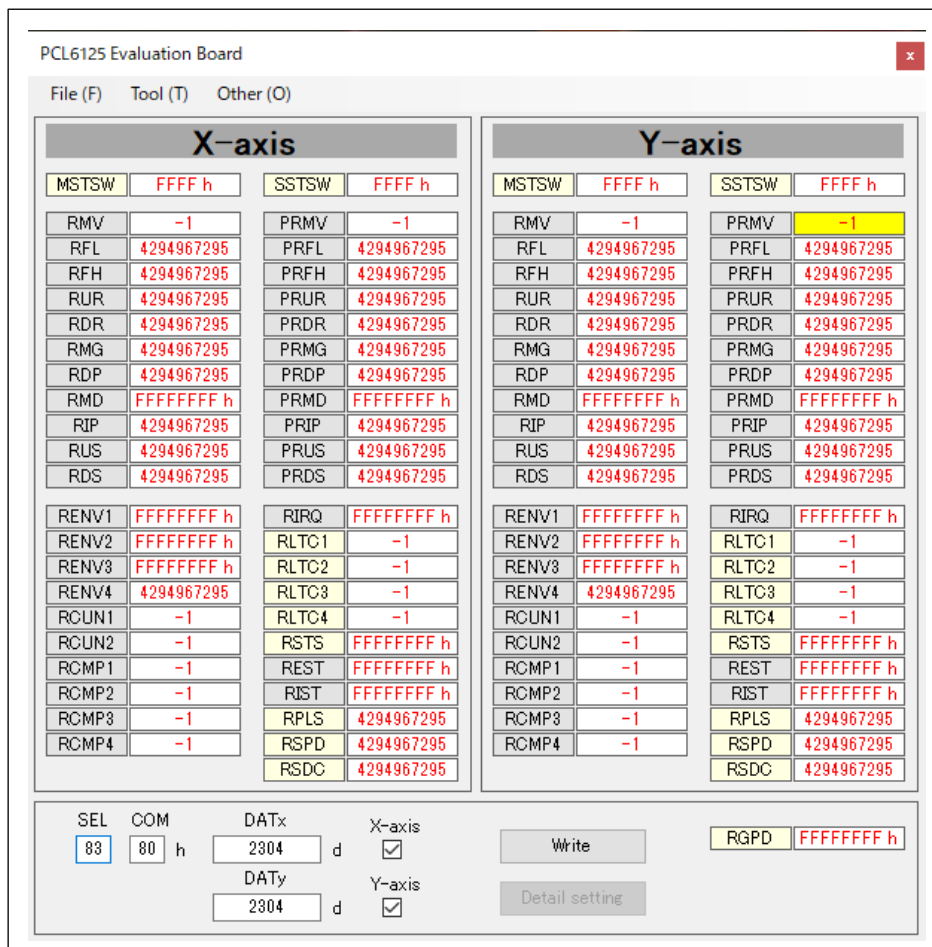 PCL6125 Evaluation Board x
File (F) Tool (T) Other (O)
X-axis
MSTSW FFFF h SSTSW FFFF h
RMV -1 PRMV -1
RFL 4294967295 PRFL 4294967295
RFH 4294967295 PRFH 4294967295
RUR 4294967295 PRUR 4294967295
RDR 4294967295 PRDR 4294967295
RMG 4294967295 PRMG 4294967295
RDP 4294967295 PRDP 4294967295
RMD FFFFFFFF h PRMD FFFFFFFF h
RIP 4294967295 PRIP 4294967295
RUS 4294967295 PRUS 4294967295
RDS 4294967295 PRDS 4294967295
RENV1 FFFFFFFF h RIRQ FFFFFFFF h
RENV2 FFFFFFFF h RLTC1 -1
RENV3 FFFFFFFF h RLTC2 -1
RENV4 4294967295 RLTC3 -1
RCUN1 -1 RLTC4 -1
RCUN2 -1 RSTS FFFFFFFF h
RCMP1 -1 REST FFFFFFFF h
RCMP2 -1 RIST FFFFFFFF h
RCMP3 -1 RPLS 4294967295
RCMP4 -1 RSPD 4294967295
RSDC 4294967295
Y-axis
MSTSW FFFF h SSTSW FFFF h
RMV -1 PRMV -1
RFL 4294967295 PRFL 4294967295
RFH 4294967295 PRFH 4294967295
RUR 4294967295 PRUR 4294967295
RDR 4294967295 PRDR 4294967295
RMG 4294967295 PRMG 4294967295
RDP 4294967295 PRDP 4294967295
RMD FFFFFFFF h PRMD FFFFFFFF h
RIP 4294967295 PRIP 4294967295
RUS 4294967295 PRUS 4294967295
RDS 4294967295 PRDS 4294967295
RENV1 FFFFFFFF h RIRQ FFFFFFFF h
RENV2 FFFFFFFF h RLTC1 -1
RENV3 FFFFFFFF h RLTC2 -1
RENV4 4294967295 RLTC3 -1
RCUN1 -1 RLTC4 -1
RCUN2 -1 RSTS FFFFFFFF h
RCMP1 -1 REST FFFFFFFF h
RCMP2 -1 RIST FFFFFFFF h
RCMP3 -1 RPLS 4294967295
RCMP4 -1 RSPD 4294967295
RSDC 4294967295
SEL COM DATx X-axis
83 80 h 2304 d Write RGPD FFFFFFFF h
DATy Y-axis
2304 d Detail setting